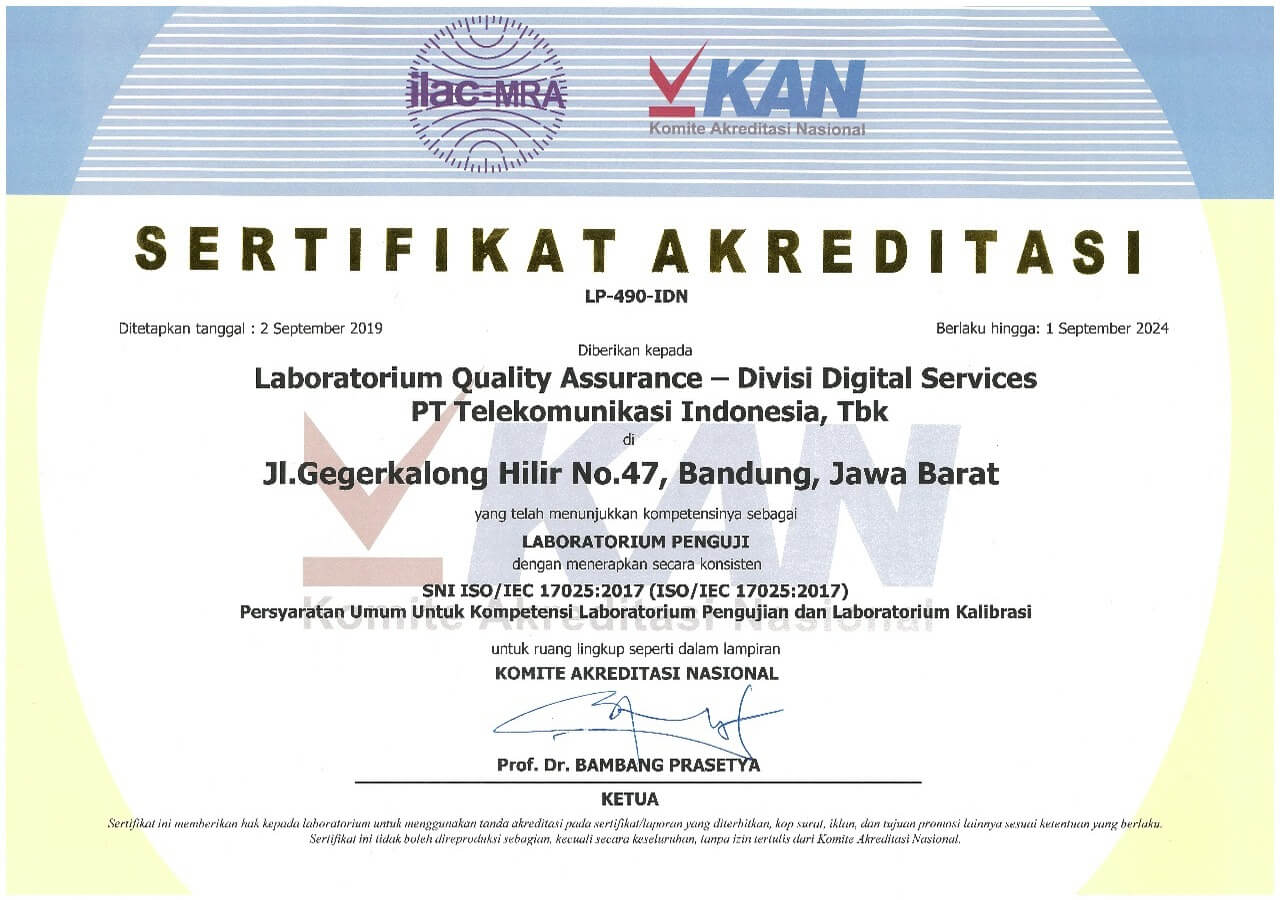 ilac-MRA
KAN
Komite Akreditasi Nasional
SERTIFIKAT AKREDITASI
LP-490-IDN
Ditetapkan tanggal : 2 September 2019
Berlaku hingga: 1 September 2024
Diberikan kepada
Laboratorium Quality Assurance – Divisi Digital Services
PT Telekomunikasi Indonesia, Tbk
di
Jl.Gegerkalong Hilir No.47, Bandung, Jawa Barat
yang telah menunjukkan kompetensinya sebagai
LABORATORIUM PENGUJI
dengan menerapkan secara konsisten
SNI ISO/IEC 17025:2017 (ISO/IEC 17025:2017)
Persyaratan Umum Untuk Kompetensi Laboratorium Pengujian dan Laboratorium Kalibrasi
KAN
Komite Akreditasi Nasional
untuk ruang lingkup seperti dalam lampiran
KOMITE AKREDITASI NASIONAL
Prof. Dr. BAMBANG PRASETYA
KETUA
Sertifikat ini memberikan hak kepada laboratorium untuk menggunakan tanda akreditasi pada sertifikat/laporan yang diterbitkan, kop surat, iklan, dan tujuan promosi lainnya sesuai ketentuan yang berlaku.
Sertifikat ini tidak boleh direproduksi sebagian, kecuali secara keseluruhan, tanpa izin tertulis dari Komite Akreditasi Nasional.